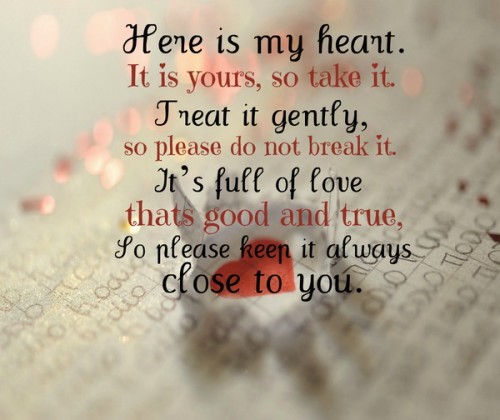 Here is my heart.
It is yours, so take it.
Treat it gently,
so please do not break it.
It's full of love
thats good and true,
So please keep it always
close to you.